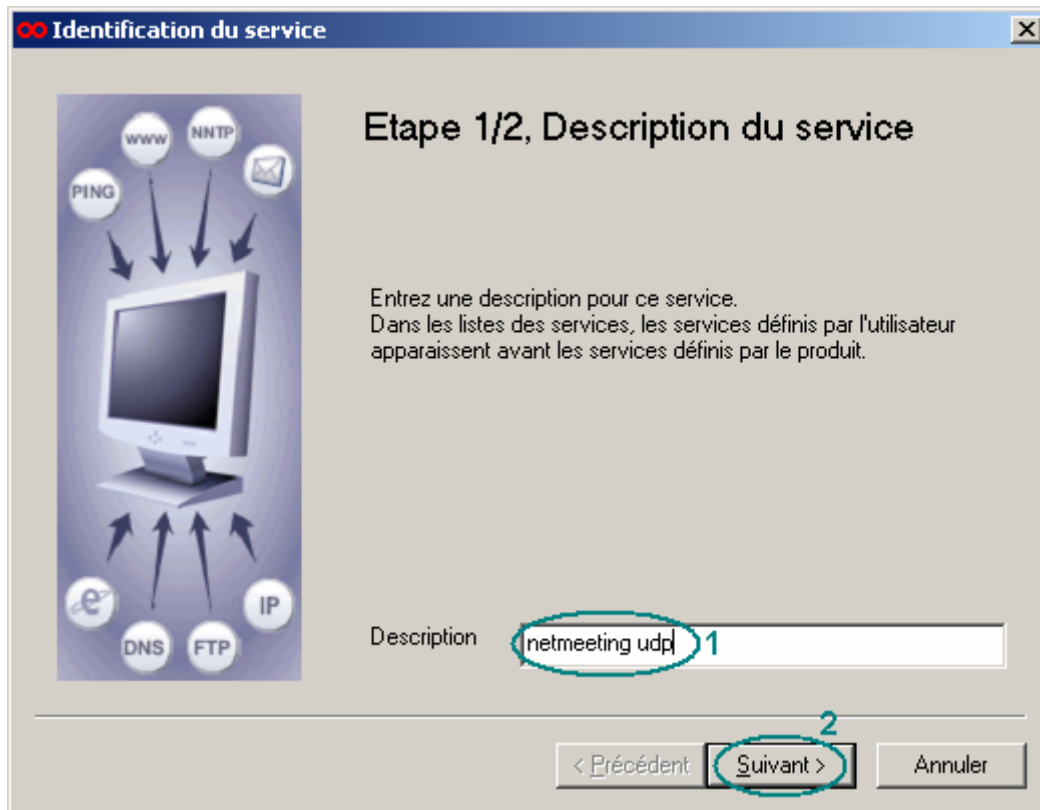 Identification du service
Etape 1/2, Description du service
WWW
NNTP
PING
Entrez une description pour ce service.
Dans les listes des services, les services définis par l'utilisateur
apparaissent avant les services définis par le produit.
e
IP
DNS
FTP
Description
netmeeting udp
1
2
< Précédent
Suivant >
Annuler